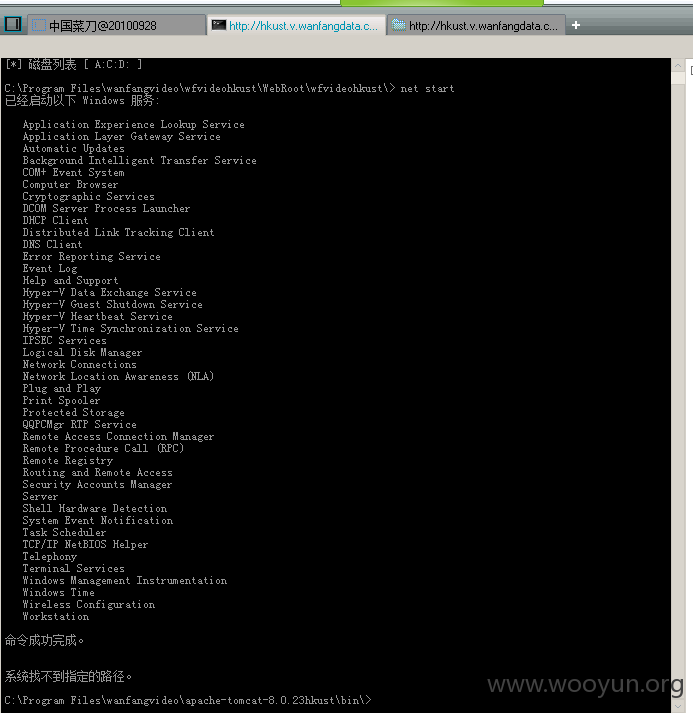 中国菜刀@20100928
http://hkust.v.wanfangdata.c...
http://hkust.v.wanfangdata.c...
[*] 磁盘列表 [ A:C:D: ]
C:\Program Files\wanfangvideo\wfvideohkust\WebRoot\wfvideohkust\> net start
已经启动以下 Windows 服务:
Application Experience Lookup Service
Application Layer Gateway Service
Automatic Updates
Background Intelligent Transfer Service
COM+ Event System
Computer Browser
Cryptographic Services
DCOM Server Process Launcher
DHCP Client
Distributed Link Tracking Client
DNS Client
Error Reporting Service
Event Log
Help and Support
Hyper-V Data Exchange Service
Hyper-V Guest Shutdown Service
Hyper-V Heartbeat Service
Hyper-V Time Synchronization Service
IPSEC Services
Logical Disk Manager
Network Connections
Network Location Awareness (NLA)
Plug and Play
Print Spooler
Protected Storage
QQPCMgr RTP Service
Remote Access Connection Manager
Remote Procedure Call (RPC)
Remote Registry
Routing and Remote Access
Security Accounts Manager
Server
Shell Hardware Detection
System Event Notification
Task Scheduler
TCP/IP NetBIOS Helper
Telephony
Terminal Services
Windows Management Instrumentation
Windows Time
Wireless Configuration
Workstation
命令成功完成。
系统找不到指定的路径。
C:\Program Files\wanfangvideo\apache-tomcat-8.0.23hkust\bin\>
www.wooyun.org